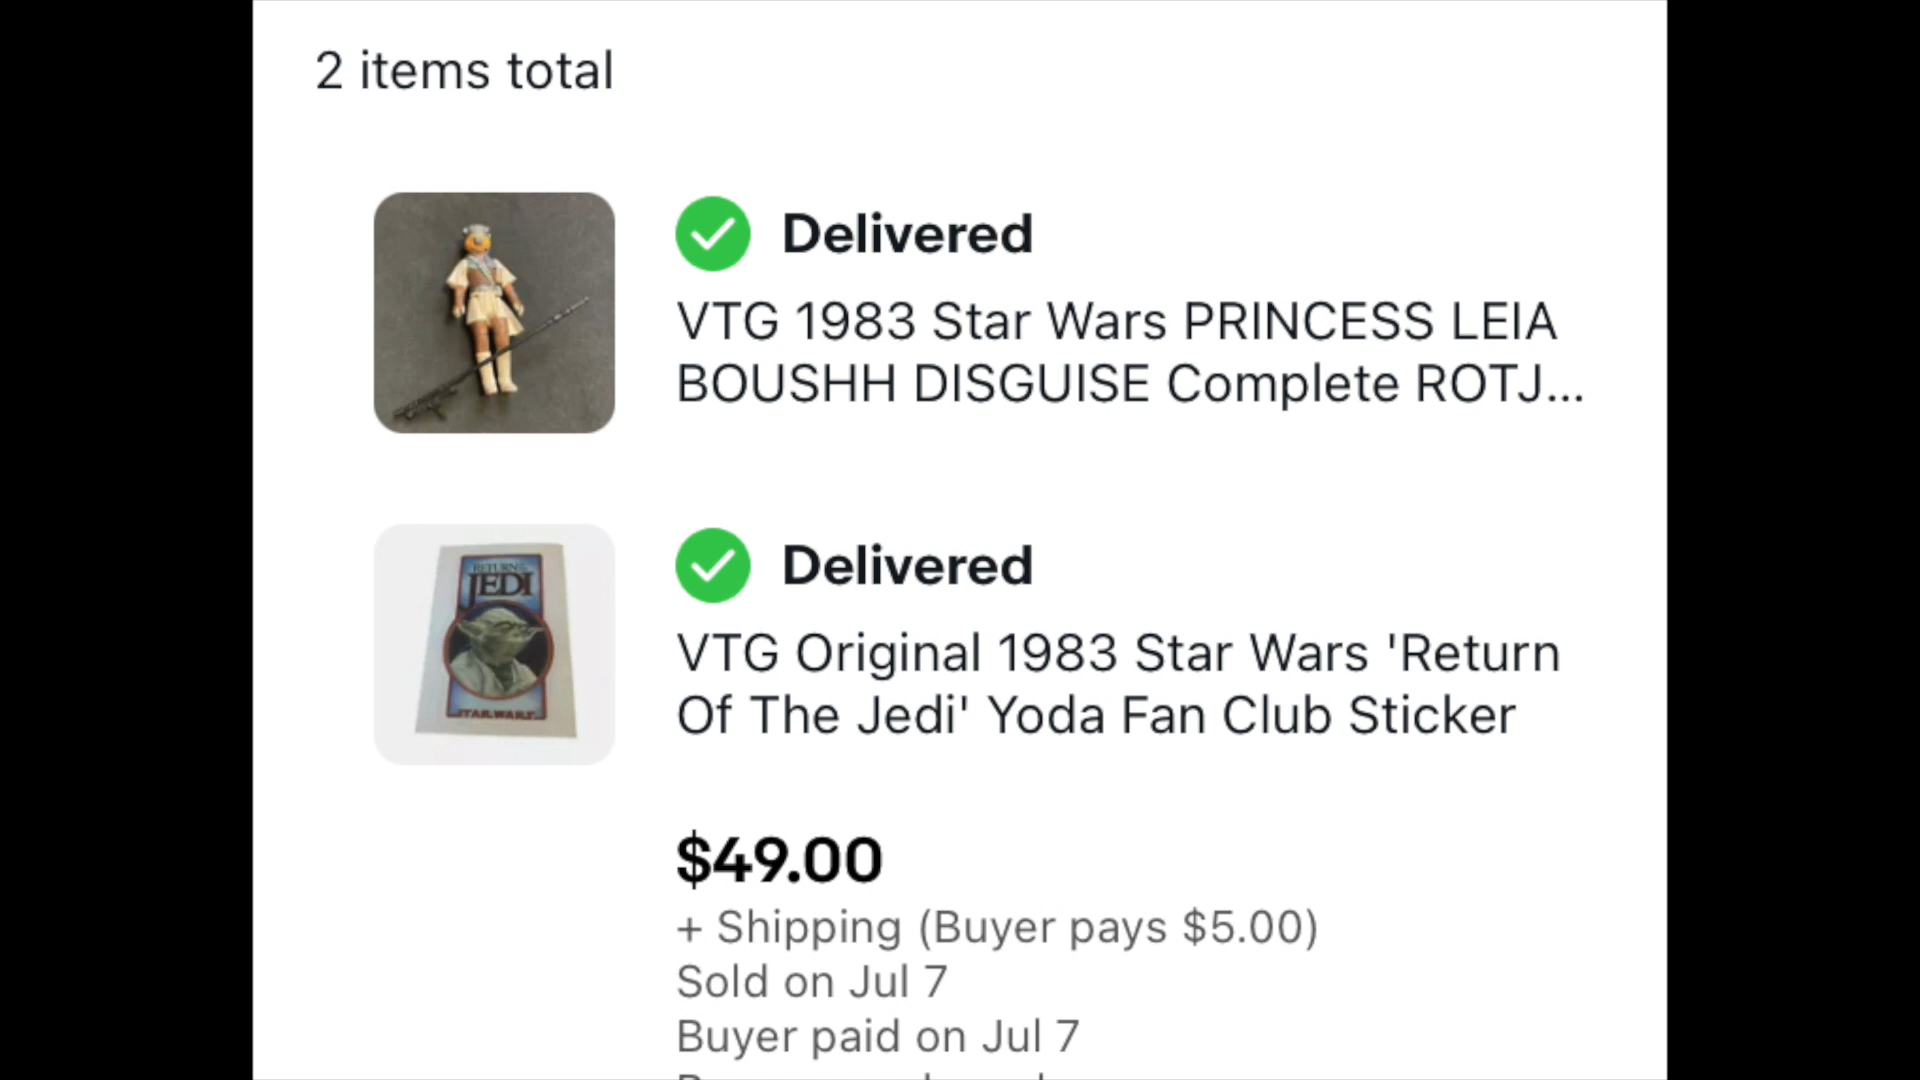 2 items total
Delivered
VTG 1983 Star Wars PRINCESS LEIA
BOUSHH DISGUISE Complete ROTJ...
RETURN OF THE
JEDI
STAR WARS
Delivered
VTG Original 1983 Star Wars 'Return
Of The Jedi' Yoda Fan Club Sticker
$49.00
+ Shipping (Buyer pays $5.00)
Sold on Jul 7
Buyer paid on Jul 7